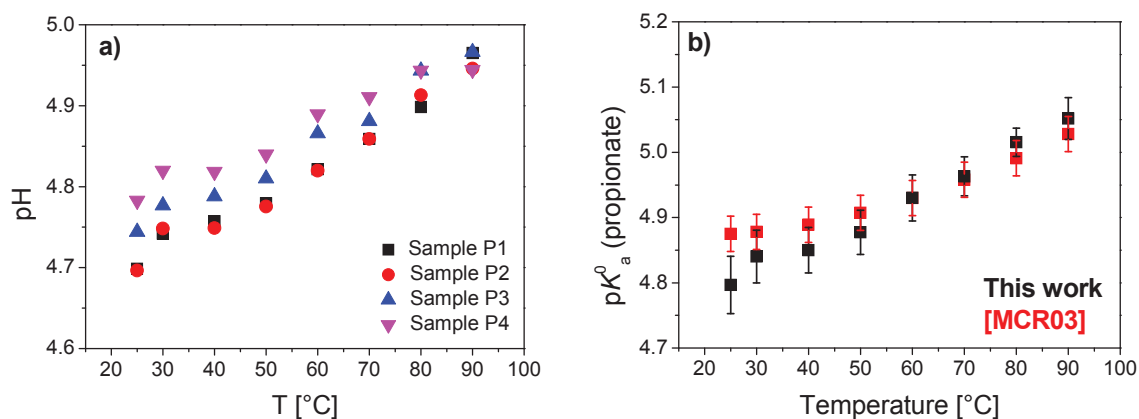 a)
pH
5.0
4.9
4.8
4.7
4.6
20 30 40 50 60 70 80 90 100
T [°C]
Sample P1
Sample P2
Sample P3
Sample P4
b)
pK⁰ₐ (propionate)
5.2
5.1
5.0
4.9
4.8
4.7
20 30 40 50 60 70 80 90 100
Temperature [°C]
This work
[MCR03]